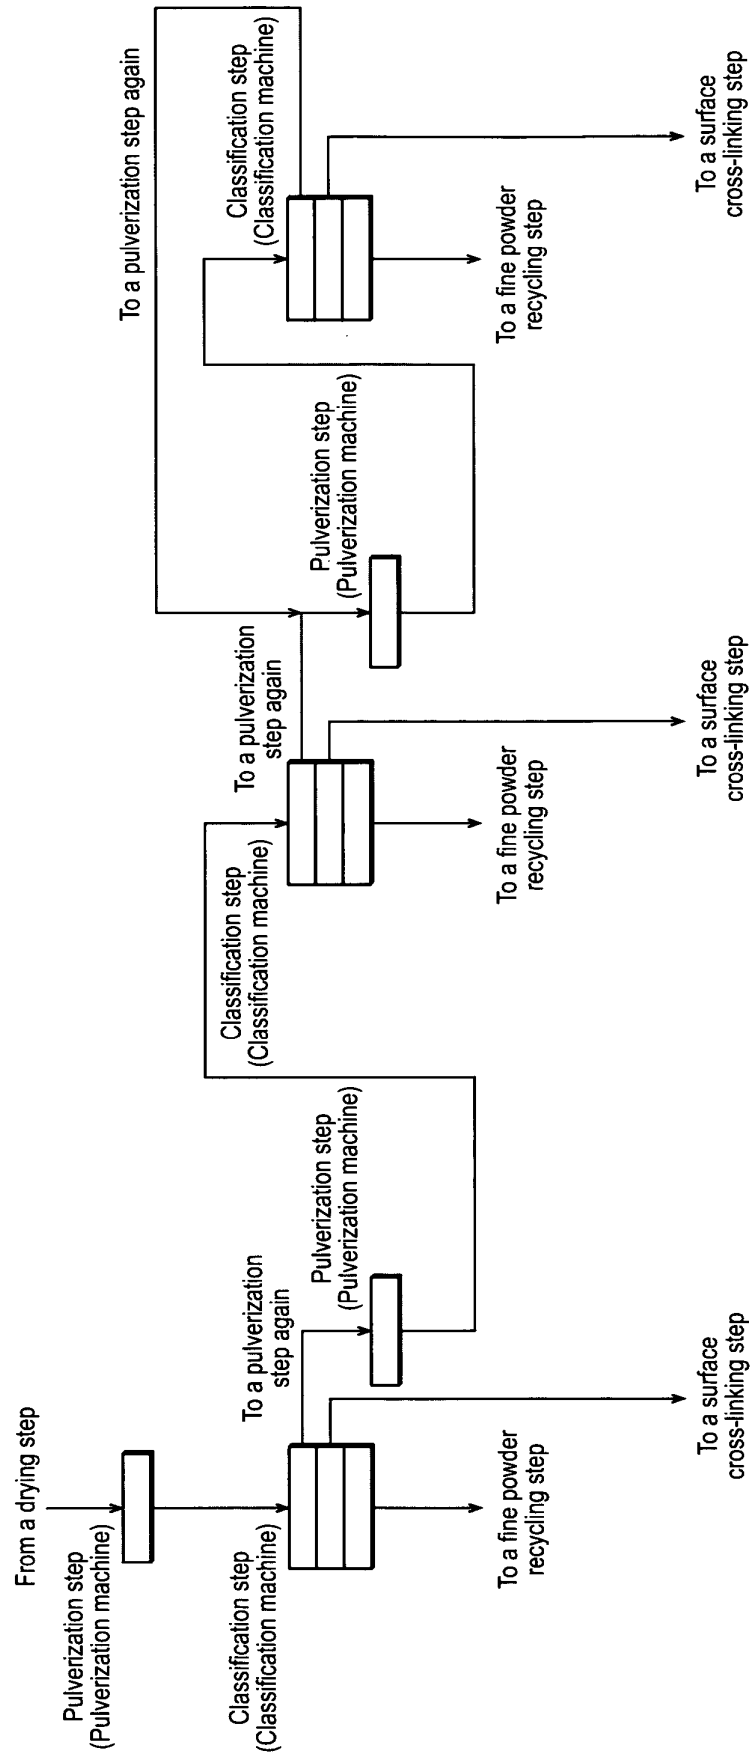 From a drying step
Pulverization step
(Pulverization machine)
Classification step
(Classification machine)
To a fine powder
recycling step
To a surface
cross-linking step
To a pulverization
step again
Pulverization step
(Pulverization machine)
Classification step
(Classification machine)
To a fine powder
recycling step
To a surface
cross-linking step
To a pulverization
step again
Pulverization step
(Pulverization machine)
To a pulverization step again
Classification step
(Classification machine)
To a fine powder
recycling step
To a surface
cross-linking step